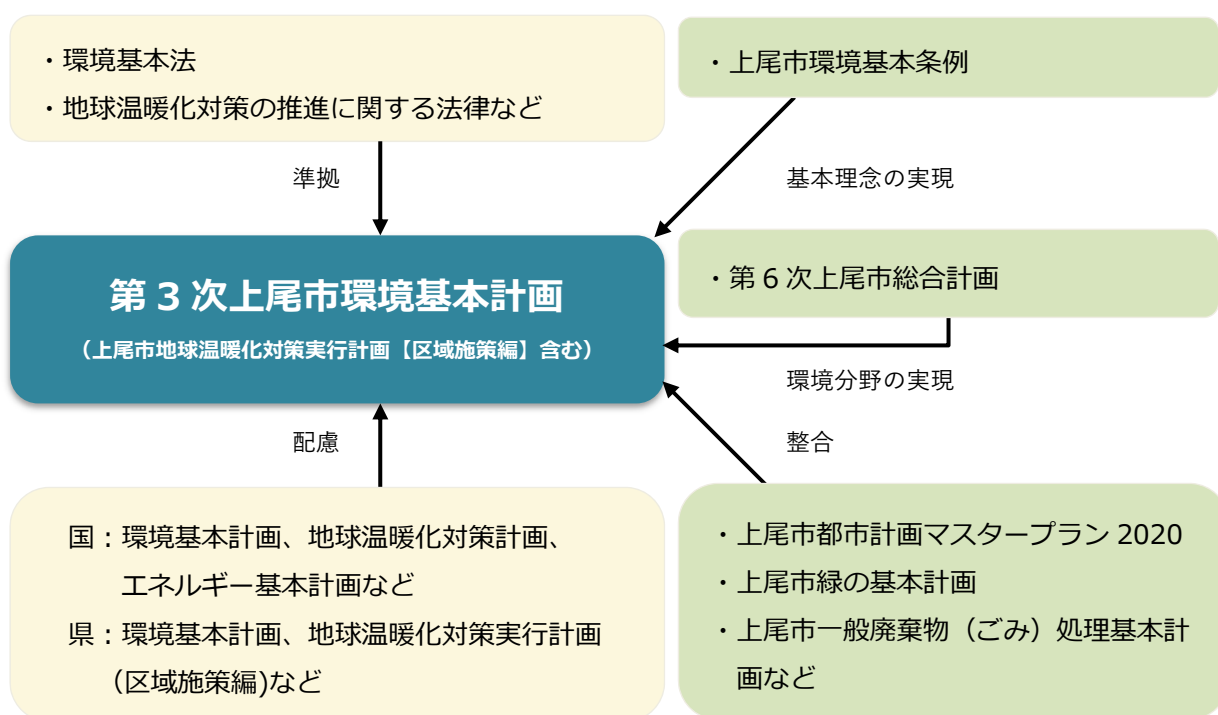 ・環境基本法
・地球温暖化対策の推進に関する法律など
・上尾市環境基本条例
準拠
基本理念の実現
第3次上尾市環境基本計画
（上尾市地球温暖化対策実行計画【区域施策編】含む）
・第6次上尾市総合計画
環境分野の実現
配慮
整合
国：環境基本計画、地球温暖化対策計画、
エネルギー基本計画など
県：環境基本計画、地球温暖化対策実行計画
（区域施策編)など
・上尾市都市計画マスタープラン 2020
・上尾市緑の基本計画
・上尾市一般廃棄物（ごみ）処理基本計
画など